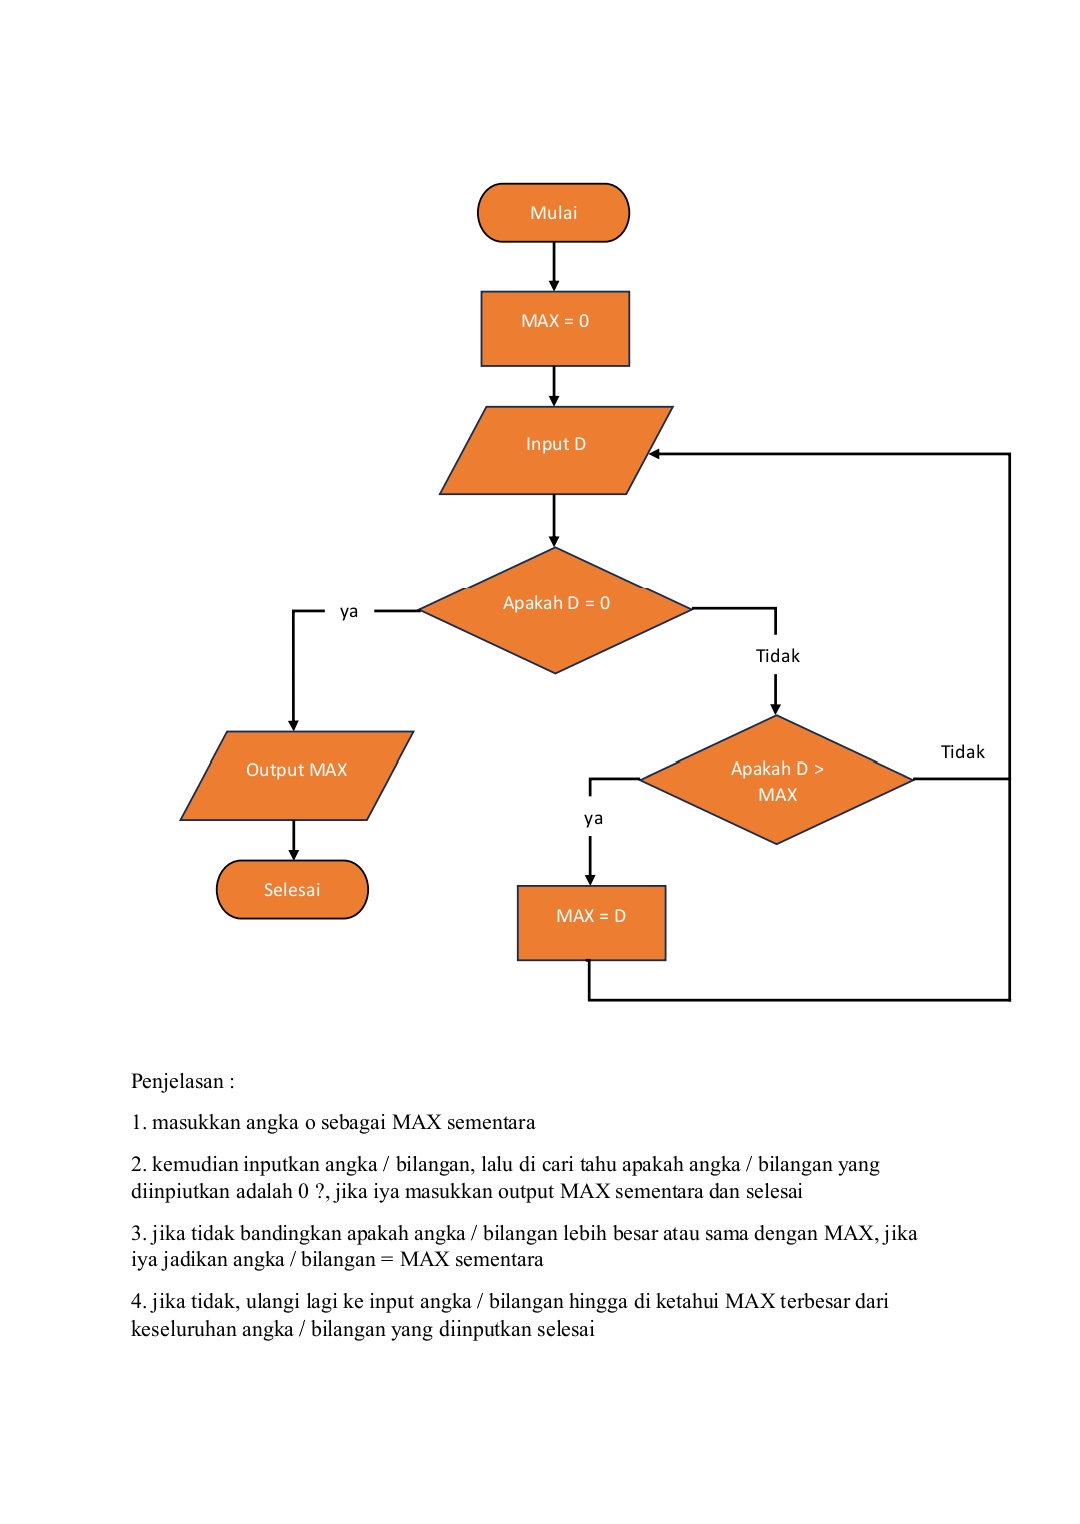 Mulai
MAX = 0
Input D
Apakah D = 0
ya
Tidak
Output MAX
Apakah D >
MAX
Tidak
ya
Selesai
MAX = D
Penjelasan :
1. masukkan angka o sebagai MAX sementara
2. kemudian inputkan angka / bilangan, lalu di cari tahu apakah angka / bilangan yang
diinpiutkan adalah 0 ?, jika iya masukkan output MAX sementara dan selesai
3. jika tidak bandingkan apakah angka / bilangan lebih besar atau sama dengan MAX, jika
iya jadikan angka / bilangan = MAX sementara
4. jika tidak, ulangi lagi ke input angka / bilangan hingga di ketahui MAX terbesar dari
keseluruhan angka / bilangan yang diinputkan selesai